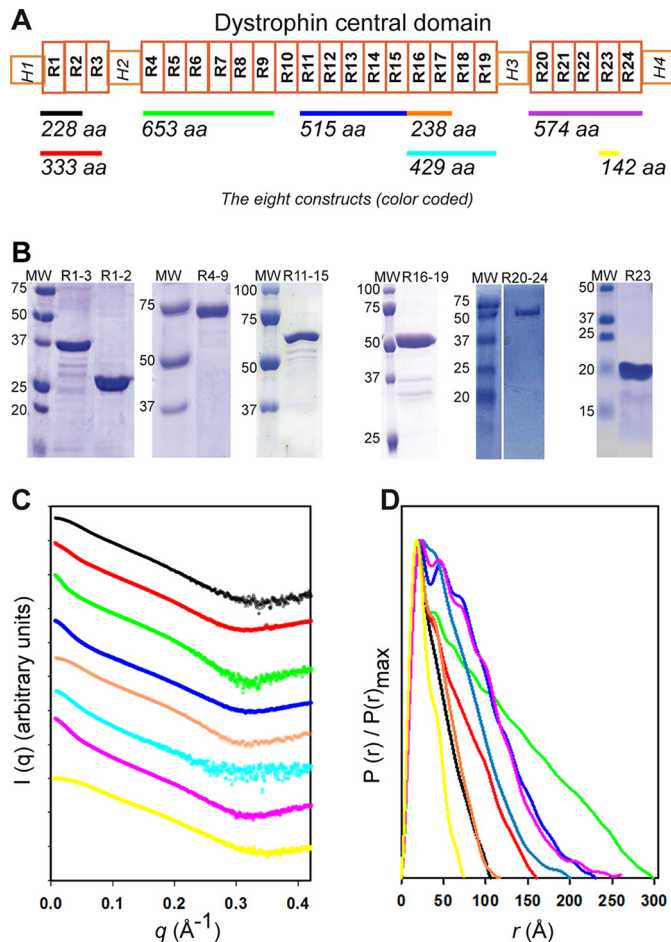 A
Dystrophin central domain
H1 R1 R2 R3 H2 R4 R5 R6 R7 R8 R9 R10 R11 R12 R13 R14 R15 R16 R17 R18 R19 H3 R20 R21 R22 R23 R24 H4
228 aa 653 aa 515 aa 238 aa 574 aa
333 aa 429 aa 142 aa
The eight constructs (color coded)
B
MW R1-3 R1-2 MW R4-9 MW R11-15 MW R16-19 MW R20-24 MW R23
75
50
37
25
20
75
50
37
100
75
50
37
100
75
50
37
25
75
50
37
25
20
50
37
25
20
15
C
I (q) (arbitrary units)
0.0 0.1 0.2 0.3 0.4
q (Å-1)
D
P (r) / P(r)max
0 50 100 150 200 250 300
r (Å)